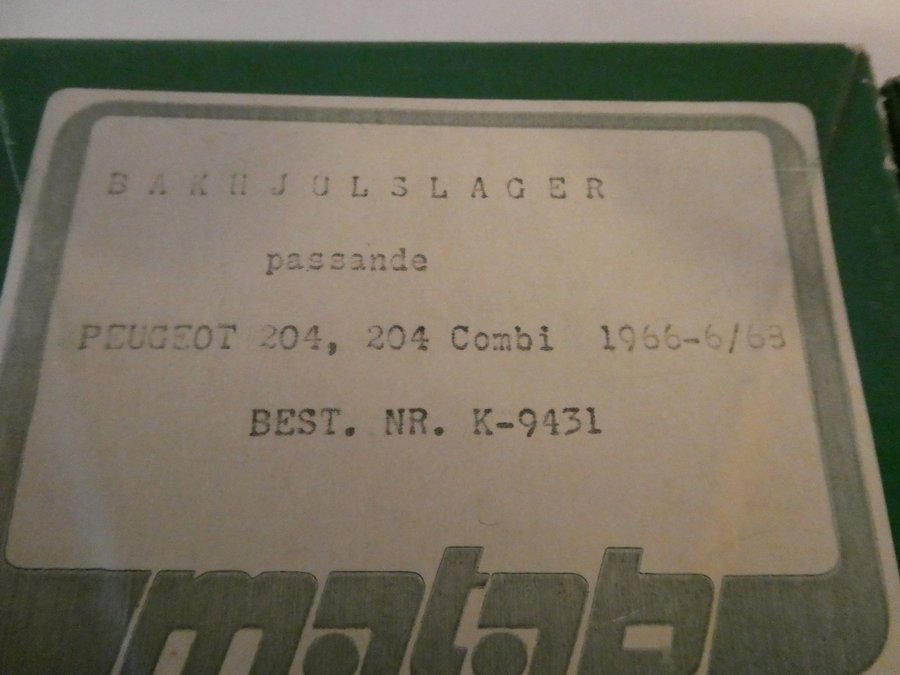 BAKHJULSLAGER
passande
PEUGEOT 204, 204 Combi 1966-6/68
BEST. NR. K-9431
matab